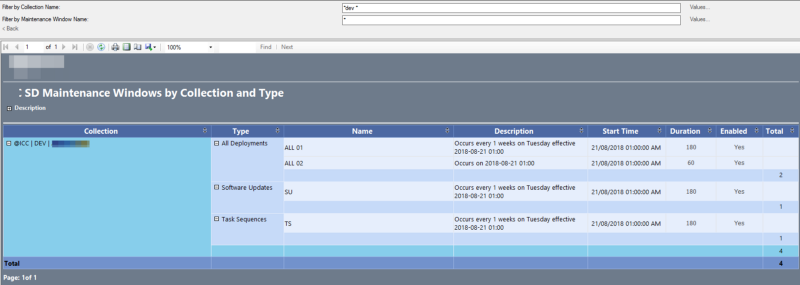 Filter by Collection Name: *dev * Values...
Filter by Maintenance Window Name: * Values...
< Back
1 of 1 100% Find | Next
: SD Maintenance Windows by Collection and Type
Description
Collection Type Name Description Start Time Duration Enabled Total
@ICC | DEV | All Deployments ALL 01 Occurs every 1 weeks on Tuesday effective 2018-08-21 01:00 21/08/2018 01:00:00 AM 180 Yes
ALL 02 Occurs on 2018-08-21 01:00 21/08/2018 01:00:00 AM 60 Yes
2
Software Updates SU Occurs every 1 weeks on Tuesday effective 2018-08-21 01:00 21/08/2018 01:00:00 AM 180 Yes
1
Task Sequences TS Occurs every 1 weeks on Tuesday effective 2018-08-21 01:00 21/08/2018 01:00:00 AM 180 Yes
1
4
Total 4
Page: 1of 1